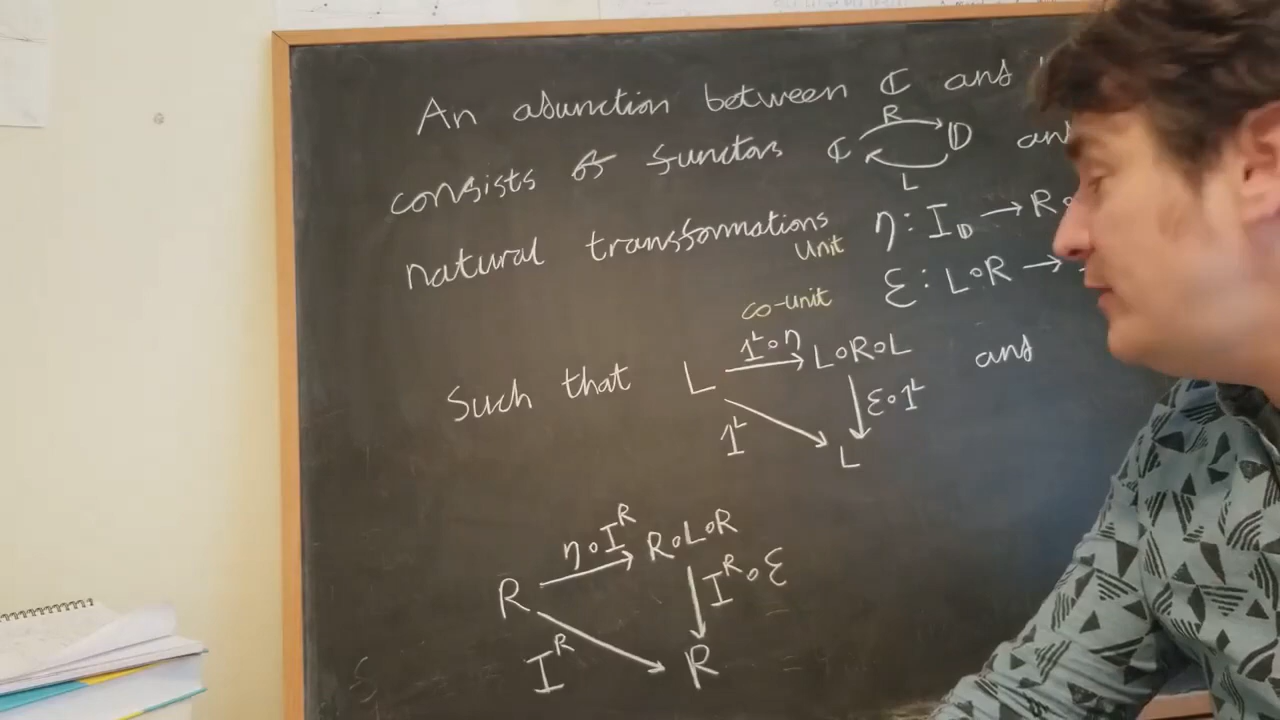 An adjunction between ℂ and
consists of functors ℂ R 𝔻 L and
natural transformations unit η: I_𝔻 → R∘
co-unit ε: L∘R →
Such that L 1^L∘η L∘R∘L and
1^L ε∘1^L
L
R η∘I^R R∘L∘R
I^R I^R∘ε
R